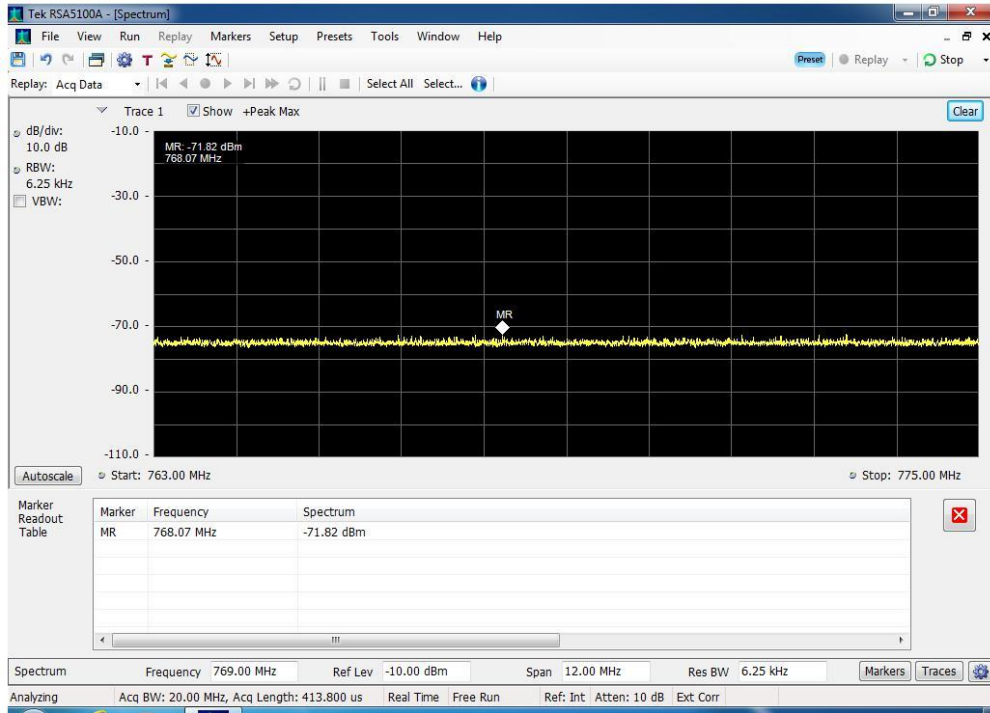 Tek RSA5100A - [Spectrum]
File View Run Replay Markers Setup Presets Tools Window Help
Preset Replay Stop
Replay: Acq Data Select All Select...
Trace 1 Show +Peak Max Clear
dB/div:
10.0 dB
RBW:
6.25 kHz
VBW:
-10.0
-30.0
-50.0
-70.0
-90.0
-110.0
MR: -71.82 dBm
768.07 MHz
MR
Autoscale Start: 763.00 MHz Stop: 775.00 MHz
Marker
Readout
Table
Marker Frequency Spectrum
MR 768.07 MHz -71.82 dBm
Spectrum Frequency 769.00 MHz Ref Lev -10.00 dBm Span 12.00 MHz Res BW 6.25 kHz Markers Traces
Analyzing Acq BW: 20.00 MHz, Acq Length: 413.800 us Real Time Free Run Ref: Int Atten: 10 dB Ext Corr